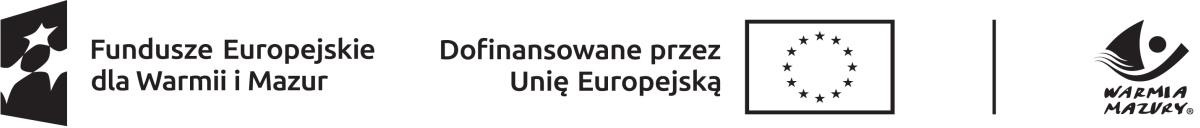 Fundusze Europejskie
dla Warmii i Mazur
Dofinansowane przez
Unię Europejską
WARMIA
MAZURY®